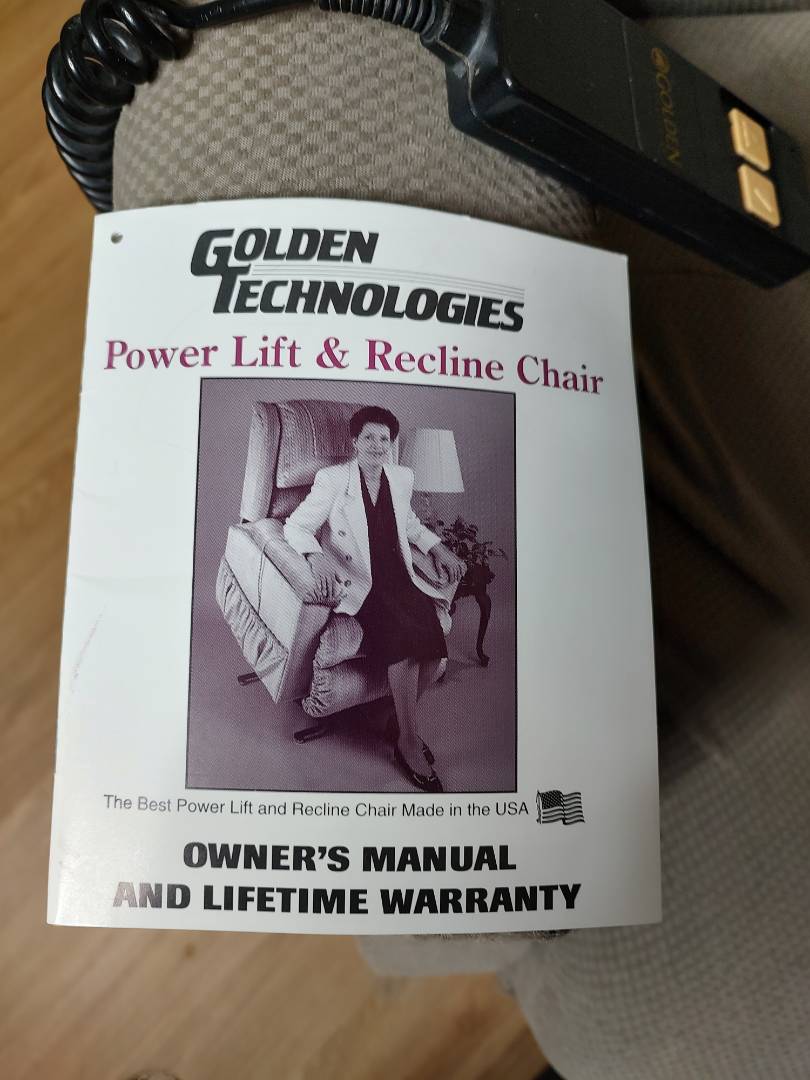 GOLDEN
GOLDEN
TECHNOLOGIES
Power Lift & Recline Chair
The Best Power Lift and Recline Chair Made in the USA
OWNER'S MANUAL
AND LIFETIME WARRANTY